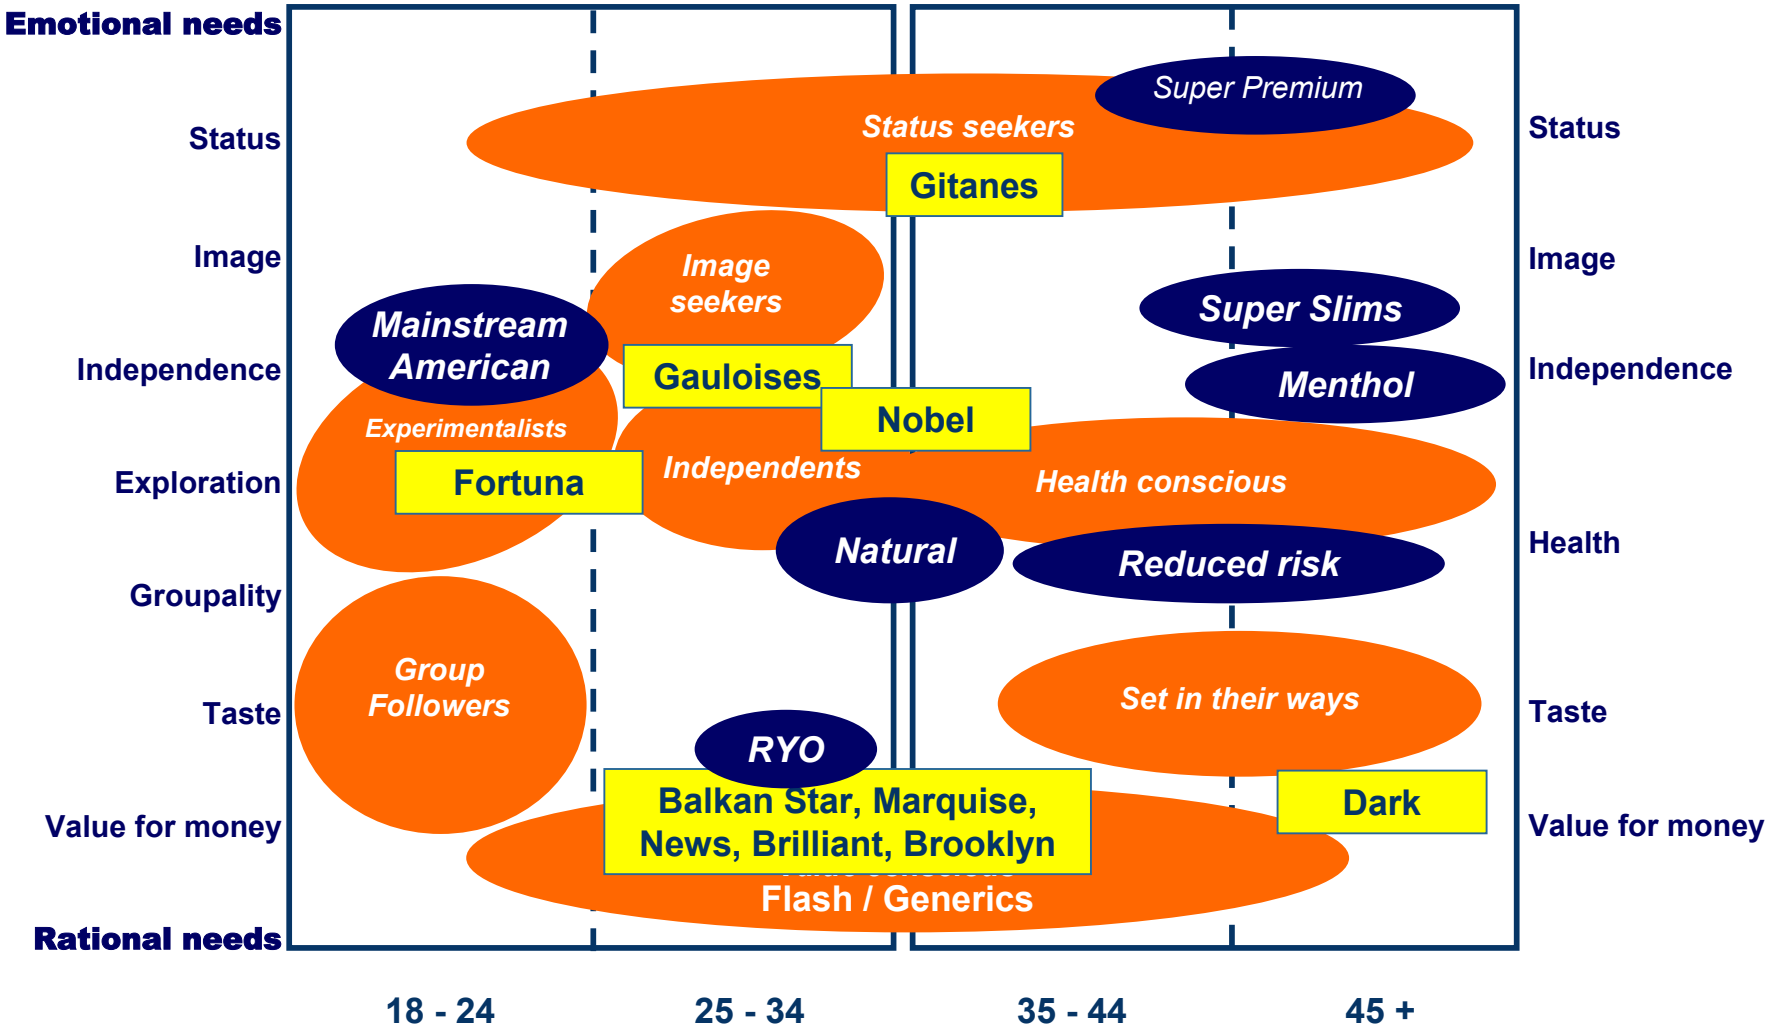 Emotional needs
Super Premium
Status seekers
Status
Status
Gitanes
Image
Image
Image
seekers
Super Slims
Mainstream
American
Independence
Gauloises
Menthol
Independence
Nobel
Experimentalists
Independents
Exploration
Fortuna
Health conscious
Natural
Reduced risk
Health
Groupality
Group
Followers
Set in their ways
Taste
Taste
RYO
Balkan Star, Marquise,
News, Brilliant, Brooklyn
Dark
Value for money
Value for money
Flash / Generics
Rational needs
18 - 24
25 - 34
35 - 44
45 +